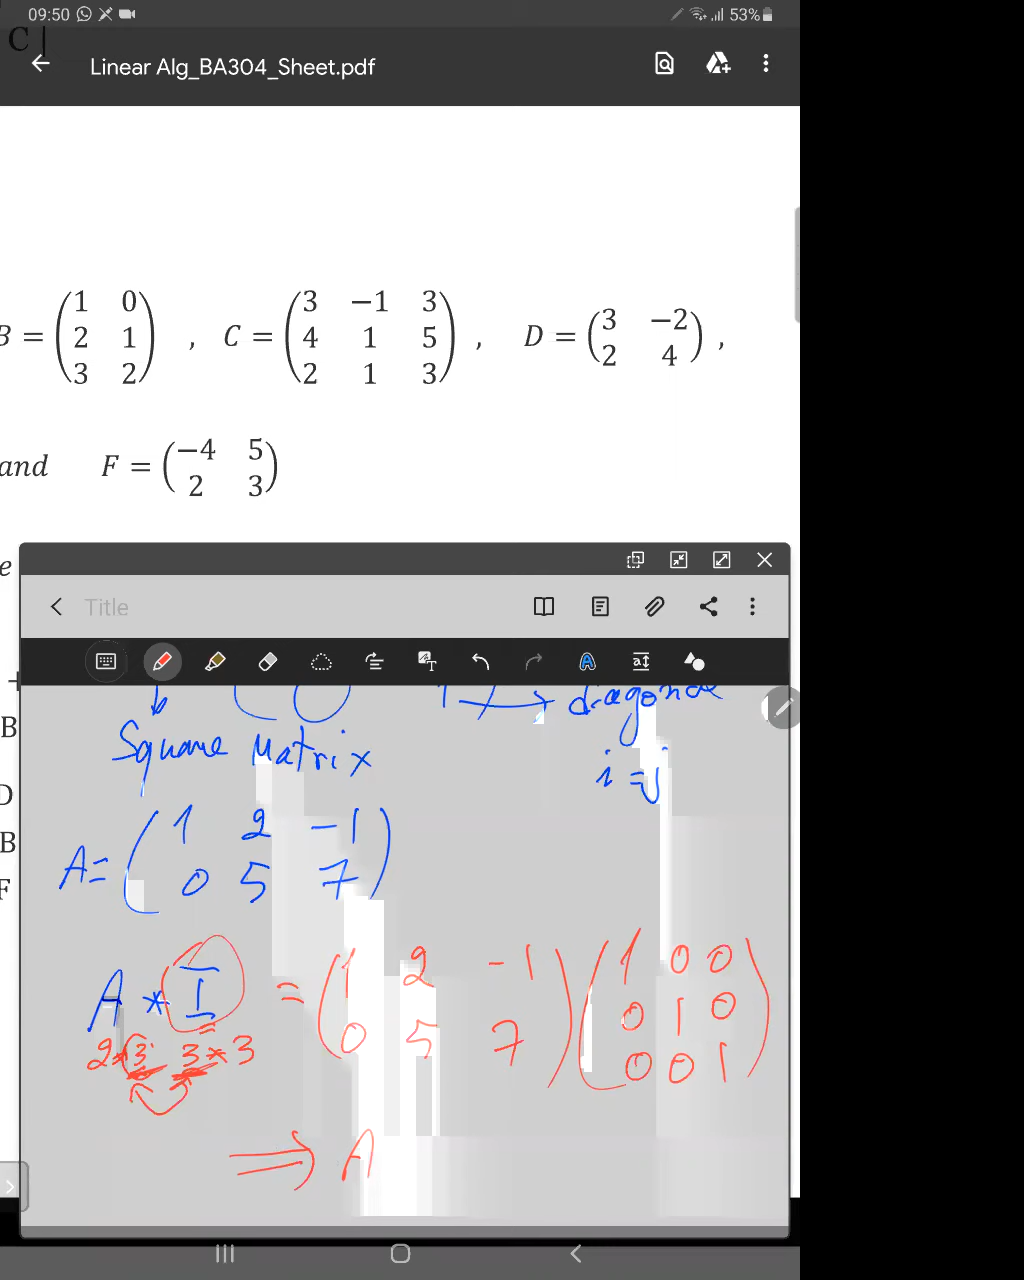 09:50 53%
C
Linear Alg_BA304_Sheet.pdf
B = (1 0
2 1
3 2) , C = (3 −1 3
4 1 5
2 1 3) , D = (3 −2
2 4) ,
and F = (−4 5
2 3)
e
Title
+
B
D
B
F
diagonal
Square Matrix
i = j
A = (1 2 -1
0 5 7)
A * I = (1 2 -1
0 5 7) (1 0 0
0 1 0
0 0 1)
2*3 3*3
⟹ A